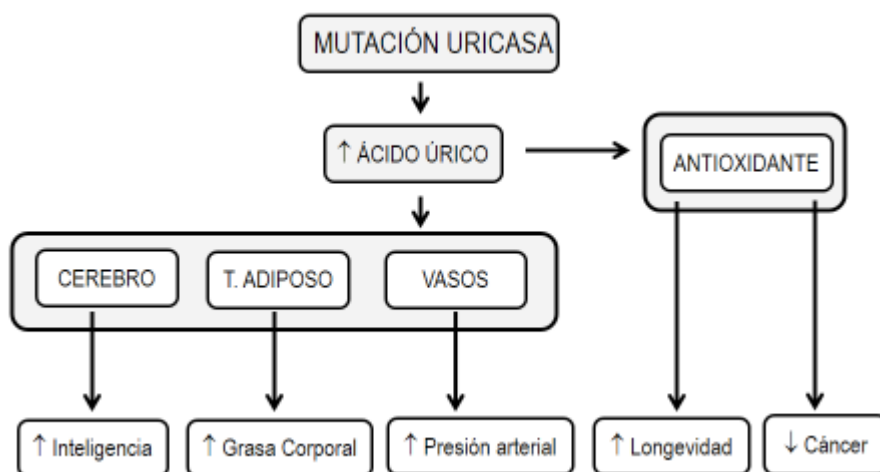 MUTACIÓN URICASA
↑ ÁCIDO ÚRICO
ANTIOXIDANTE
CEREBRO
T. ADIPOSO
VASOS
↑ Inteligencia
↑ Grasa Corporal
↑ Presión arterial
↑ Longevidad
↓ Cáncer